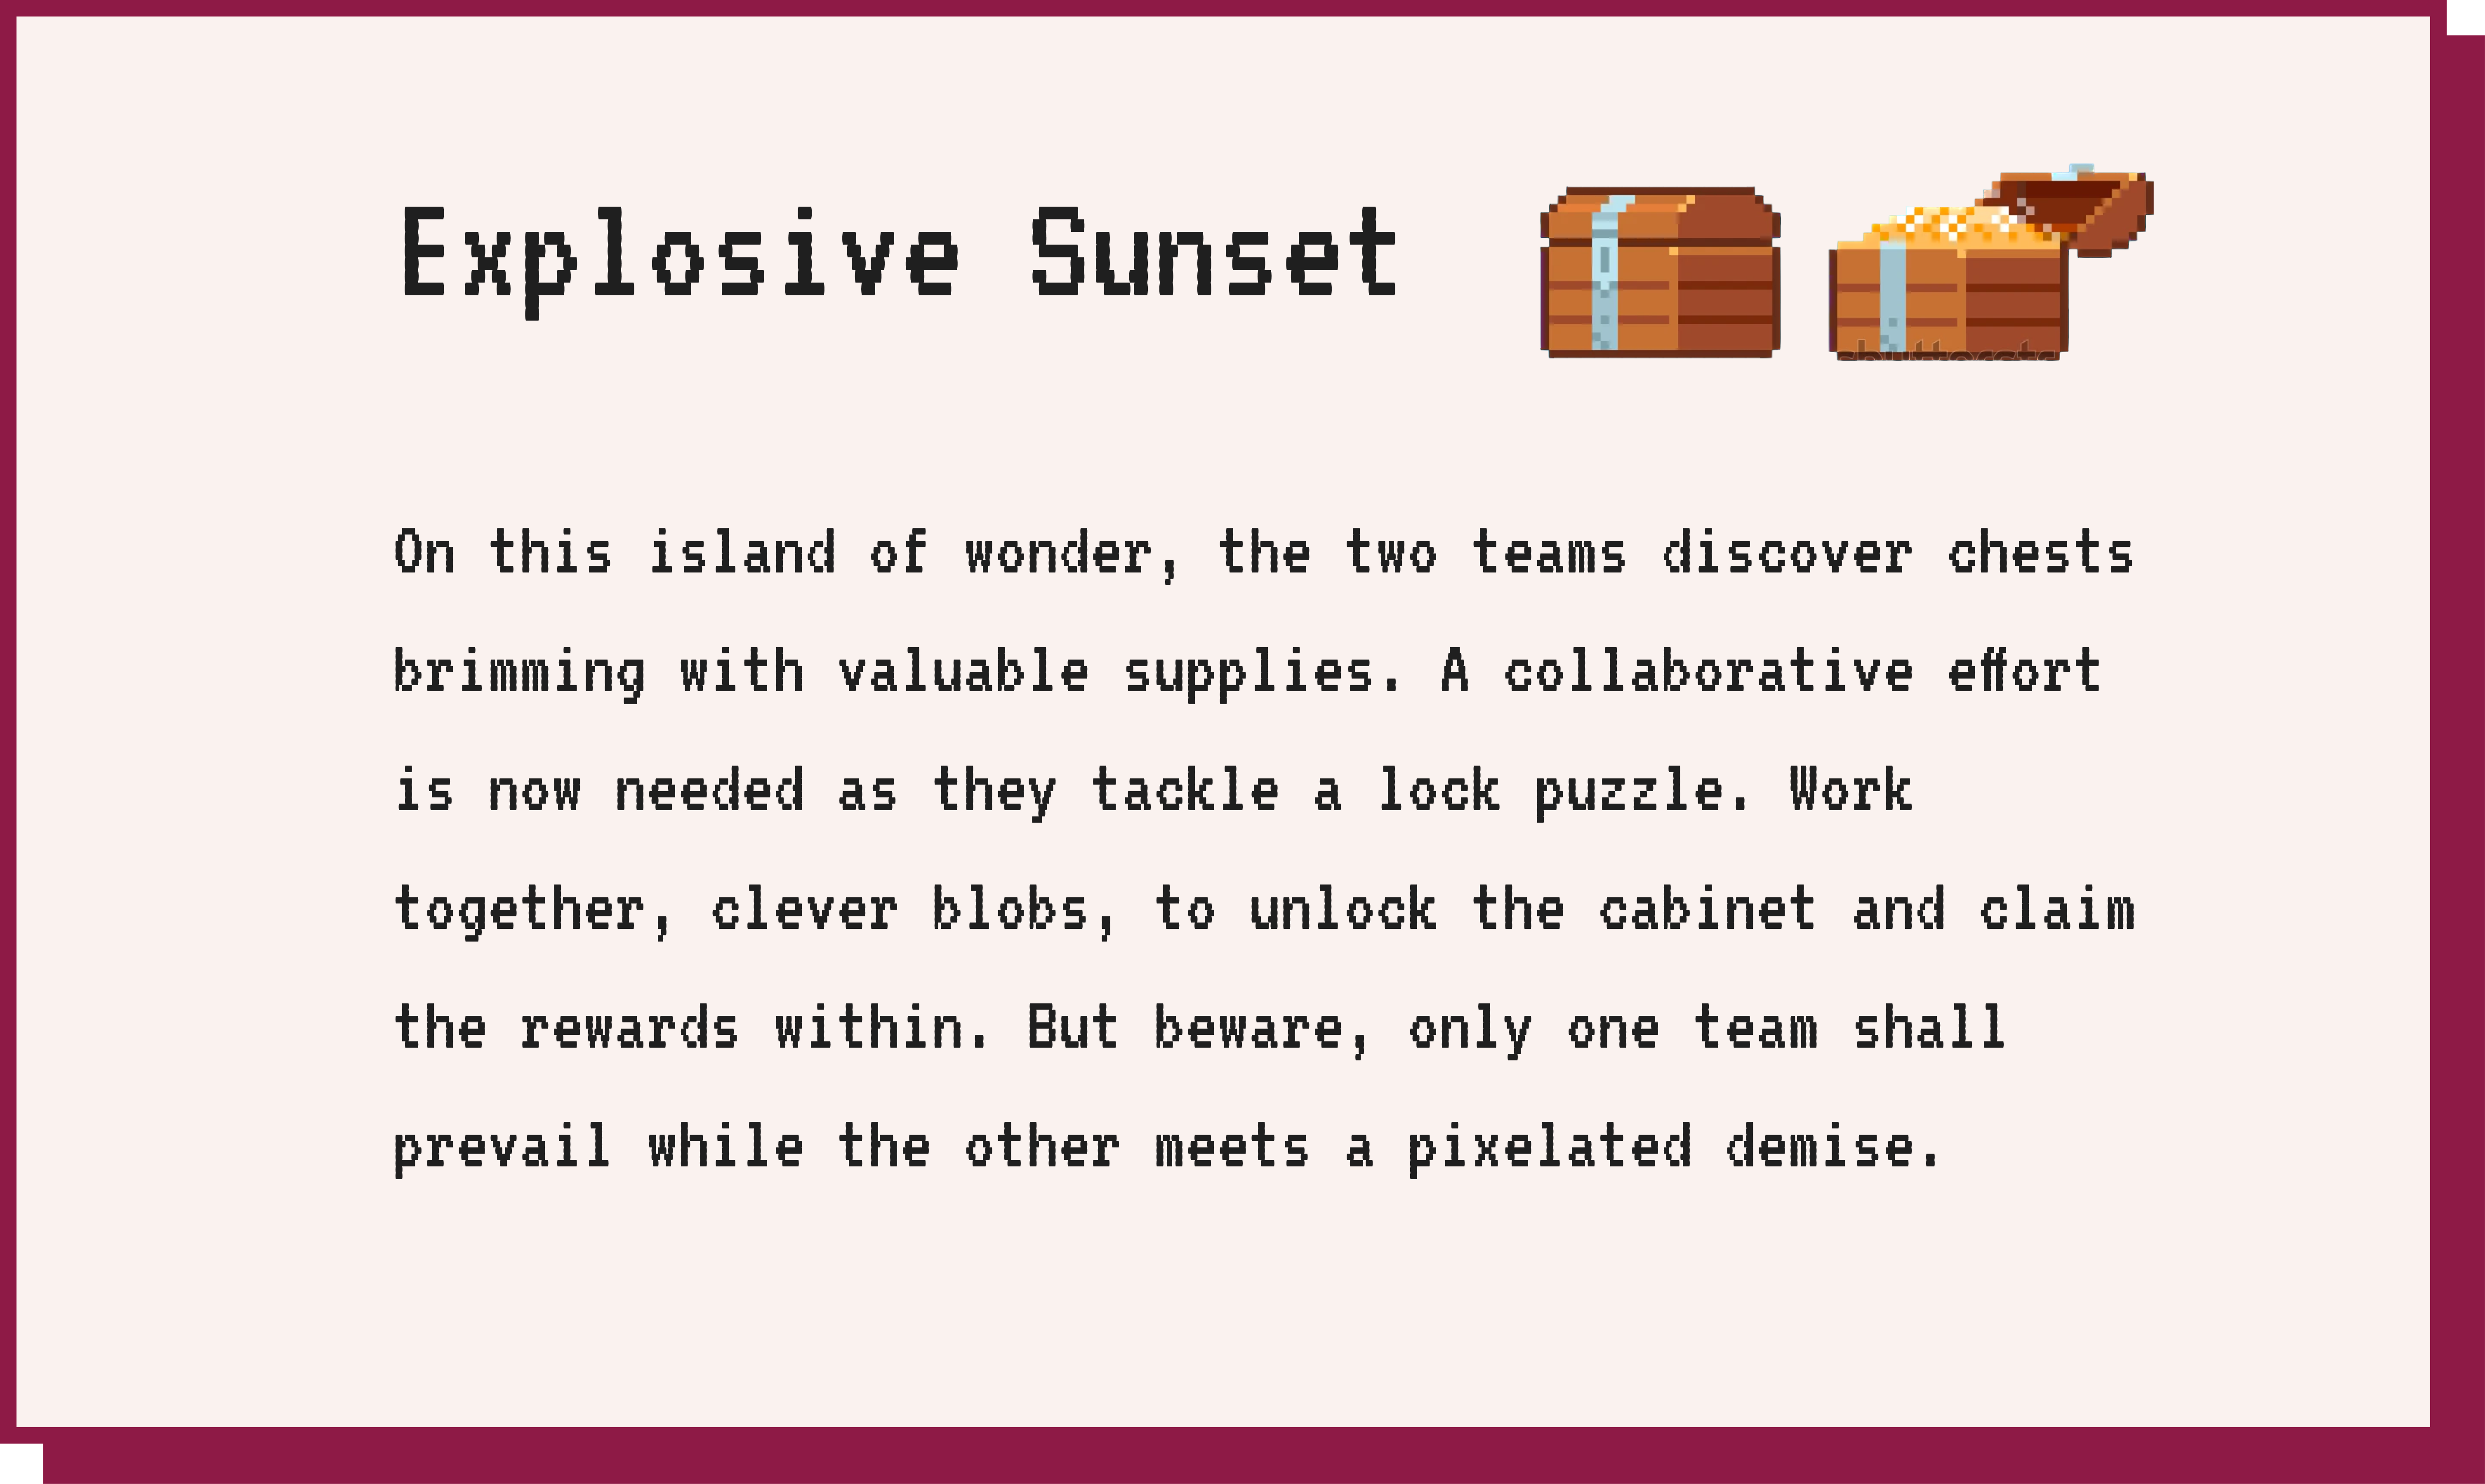 Explosive Sunset
On this island of wonder, the two teams discover chests
brimming with valuable supplies. A collaborative effort
is now needed as they tackle a lock puzzle. Work
together, clever blobs, to unlock the cabinet and claim
the rewards within. But beware, only one team shall
prevail while the other meets a pixelated demise.